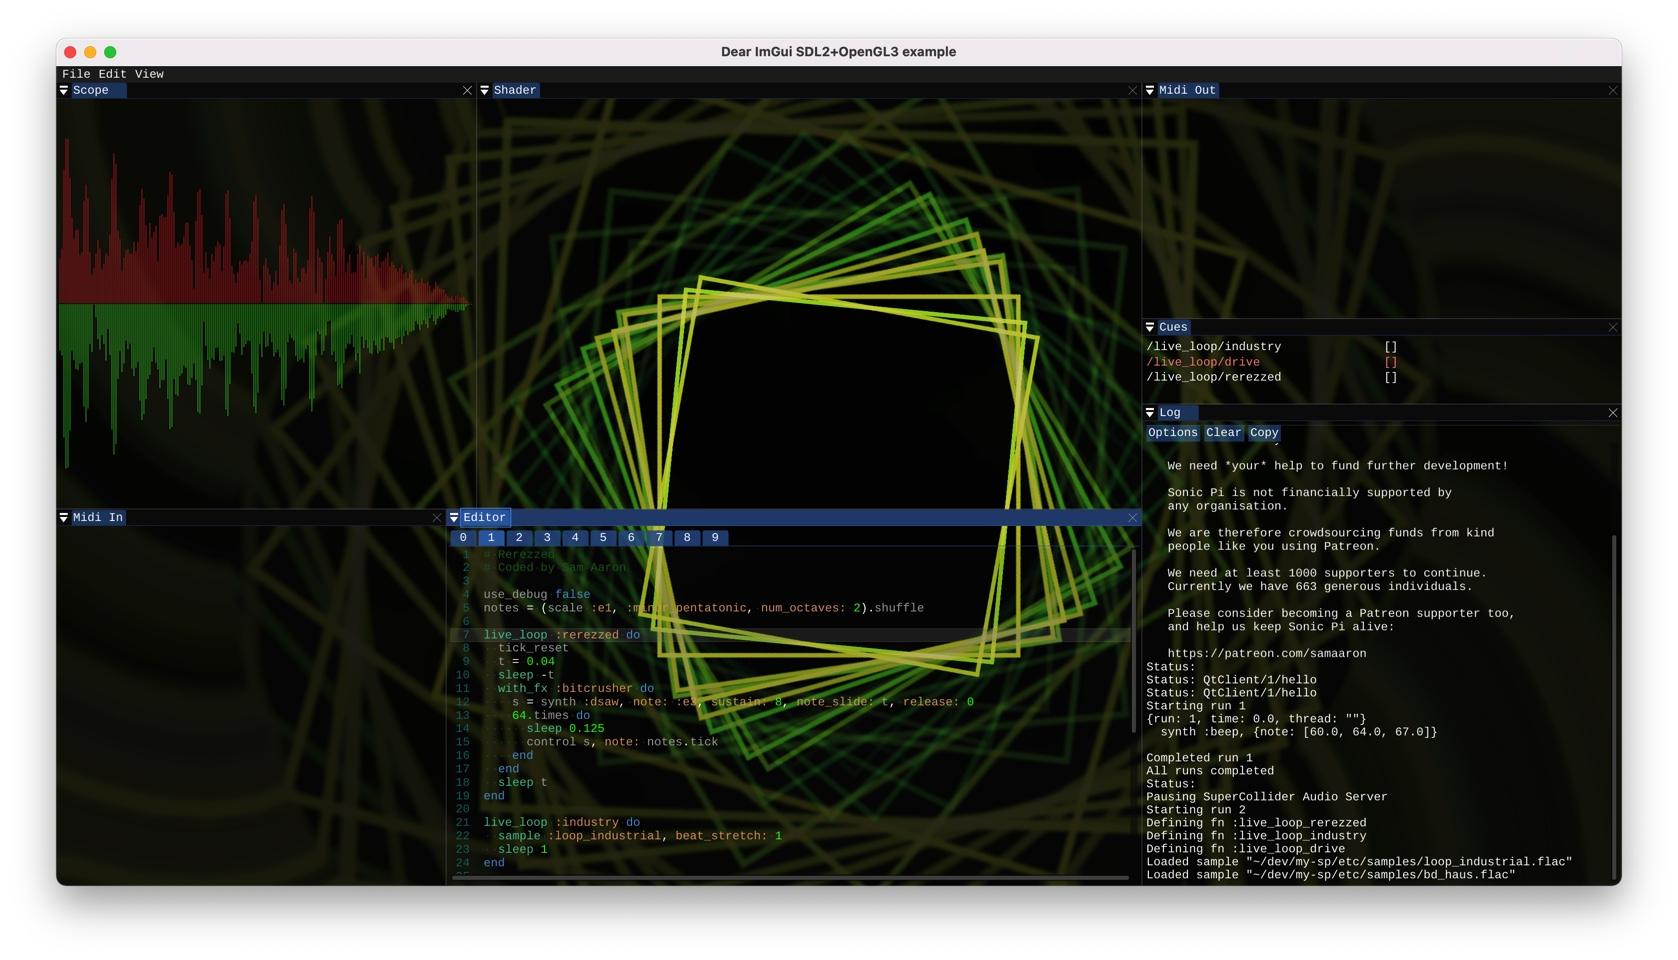 Dear ImGui SDL2+OpenGL3 example
File Edit View
Scope
Shader
Midi Out
Cues
/live_loop/industry []
/live_loop/drive []
/live_loop/rerezzed []
Log
Options Clear Copy
We need *your* help to fund further development!
Sonic Pi is not financially supported by
any organisation.
We are therefore crowdsourcing funds from kind
people like you using Patreon.
We need at least 1000 supporters to continue.
Currently we have 663 generous individuals.
Please consider becoming a Patreon supporter too,
and help us keep Sonic Pi alive:
https://patreon.com/samaaron
Status:
Status: QtClient/1/hello
Status: QtClient/1/hello
Starting run 1
{run: 1, time: 0.0, thread: ""}
synth :beep, {note: [60.0, 64.0, 67.0]}
Completed run 1
All runs completed
Status:
Pausing SuperCollider Audio Server
Starting run 2
Defining fn :live_loop_rerezzed
Defining fn :live_loop_industry
Defining fn :live_loop_drive
Loaded sample "~/dev/my-sp/etc/samples/loop_industrial.flac"
Loaded sample "~/dev/my-sp/etc/samples/bd_haus.flac"
Midi In
Editor
0 1 2 3 4 5 6 7 8 9
1 # Rerezzed
2 # Coded by Sam Aaron
3
4 use_debug false
5 notes = (scale :e1, :minor_pentatonic, num_octaves: 2).shuffle
6
7 live_loop :rerezzed do
8 tick_reset
9 t = 0.04
10 sleep -t
11 with_fx :bitcrusher do
12 s = synth :dsaw, note: :e3, sustain: 8, note_slide: t, release: 0
13 64.times do
14 sleep 0.125
15 control s, note: notes.tick
16 end
17 end
18 sleep t
19 end
20
21 live_loop :industry do
22 sample :loop_industrial, beat_stretch: 1
23 sleep 1
24 end